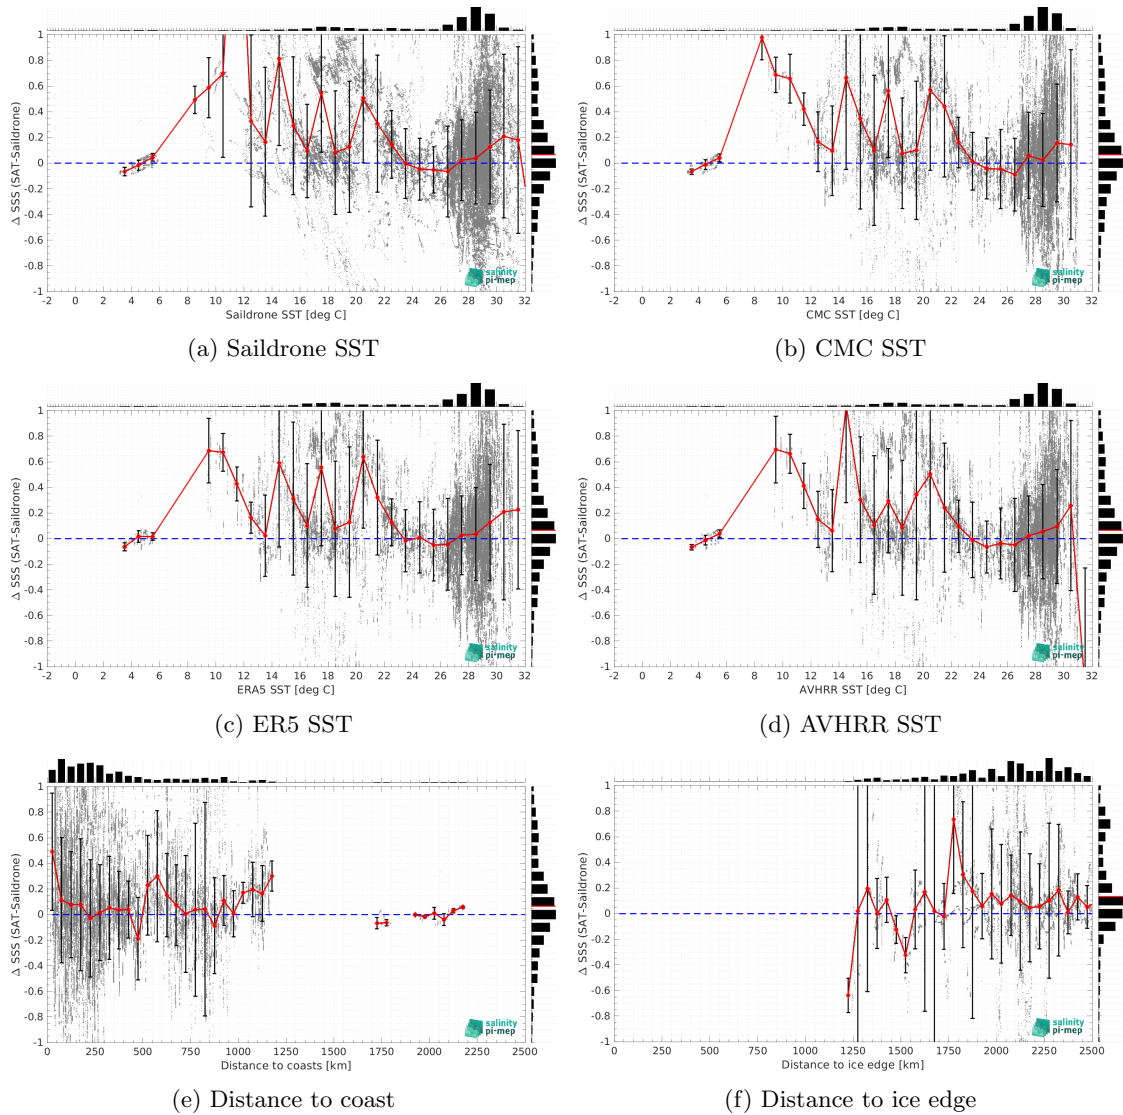 1
0.8
0.6
0.4
0.2
0
-0.2
-0.4
-0.6
-0.8
-1
Δ SSS (SAT-Saildrone)
salinity
pi-mep
-2 0 2 4 6 8 10 12 14 16 18 20 22 24 26 28 30 32
Saildrone SST [deg C]
(a) Saildrone SST
1
0.8
0.6
0.4
0.2
0
-0.2
-0.4
-0.6
-0.8
-1
Δ SSS (SAT-Saildrone)
salinity
pi-mep
-2 0 2 4 6 8 10 12 14 16 18 20 22 24 26 28 30 32
CMC SST [deg C]
(b) CMC SST
1
0.8
0.6
0.4
0.2
0
-0.2
-0.4
-0.6
-0.8
-1
Δ SSS (SAT-Saildrone)
salinity
pi-mep
-2 0 2 4 6 8 10 12 14 16 18 20 22 24 26 28 30 32
ERA5 SST [deg C]
(c) ER5 SST
1
0.8
0.6
0.4
0.2
0
-0.2
-0.4
-0.6
-0.8
-1
Δ SSS (SAT-Saildrone)
salinity
pi-mep
-2 0 2 4 6 8 10 12 14 16 18 20 22 24 26 28 30 32
AVHRR SST [deg C]
(d) AVHRR SST
1
0.8
0.6
0.4
0.2
0
-0.2
-0.4
-0.6
-0.8
-1
Δ SSS (SAT-Saildrone)
salinity
pi-mep
0 250 500 750 1000 1250 1500 1750 2000 2250 2500
Distance to coasts [km]
(e) Distance to coast
1
0.8
0.6
0.4
0.2
0
-0.2
-0.4
-0.6
-0.8
-1
Δ SSS (SAT-Saildrone)
salinity
pi-mep
0 250 500 750 1000 1250 1500 1750 2000 2250 2500
Distance to ice edge [km]
(f) Distance to ice edge